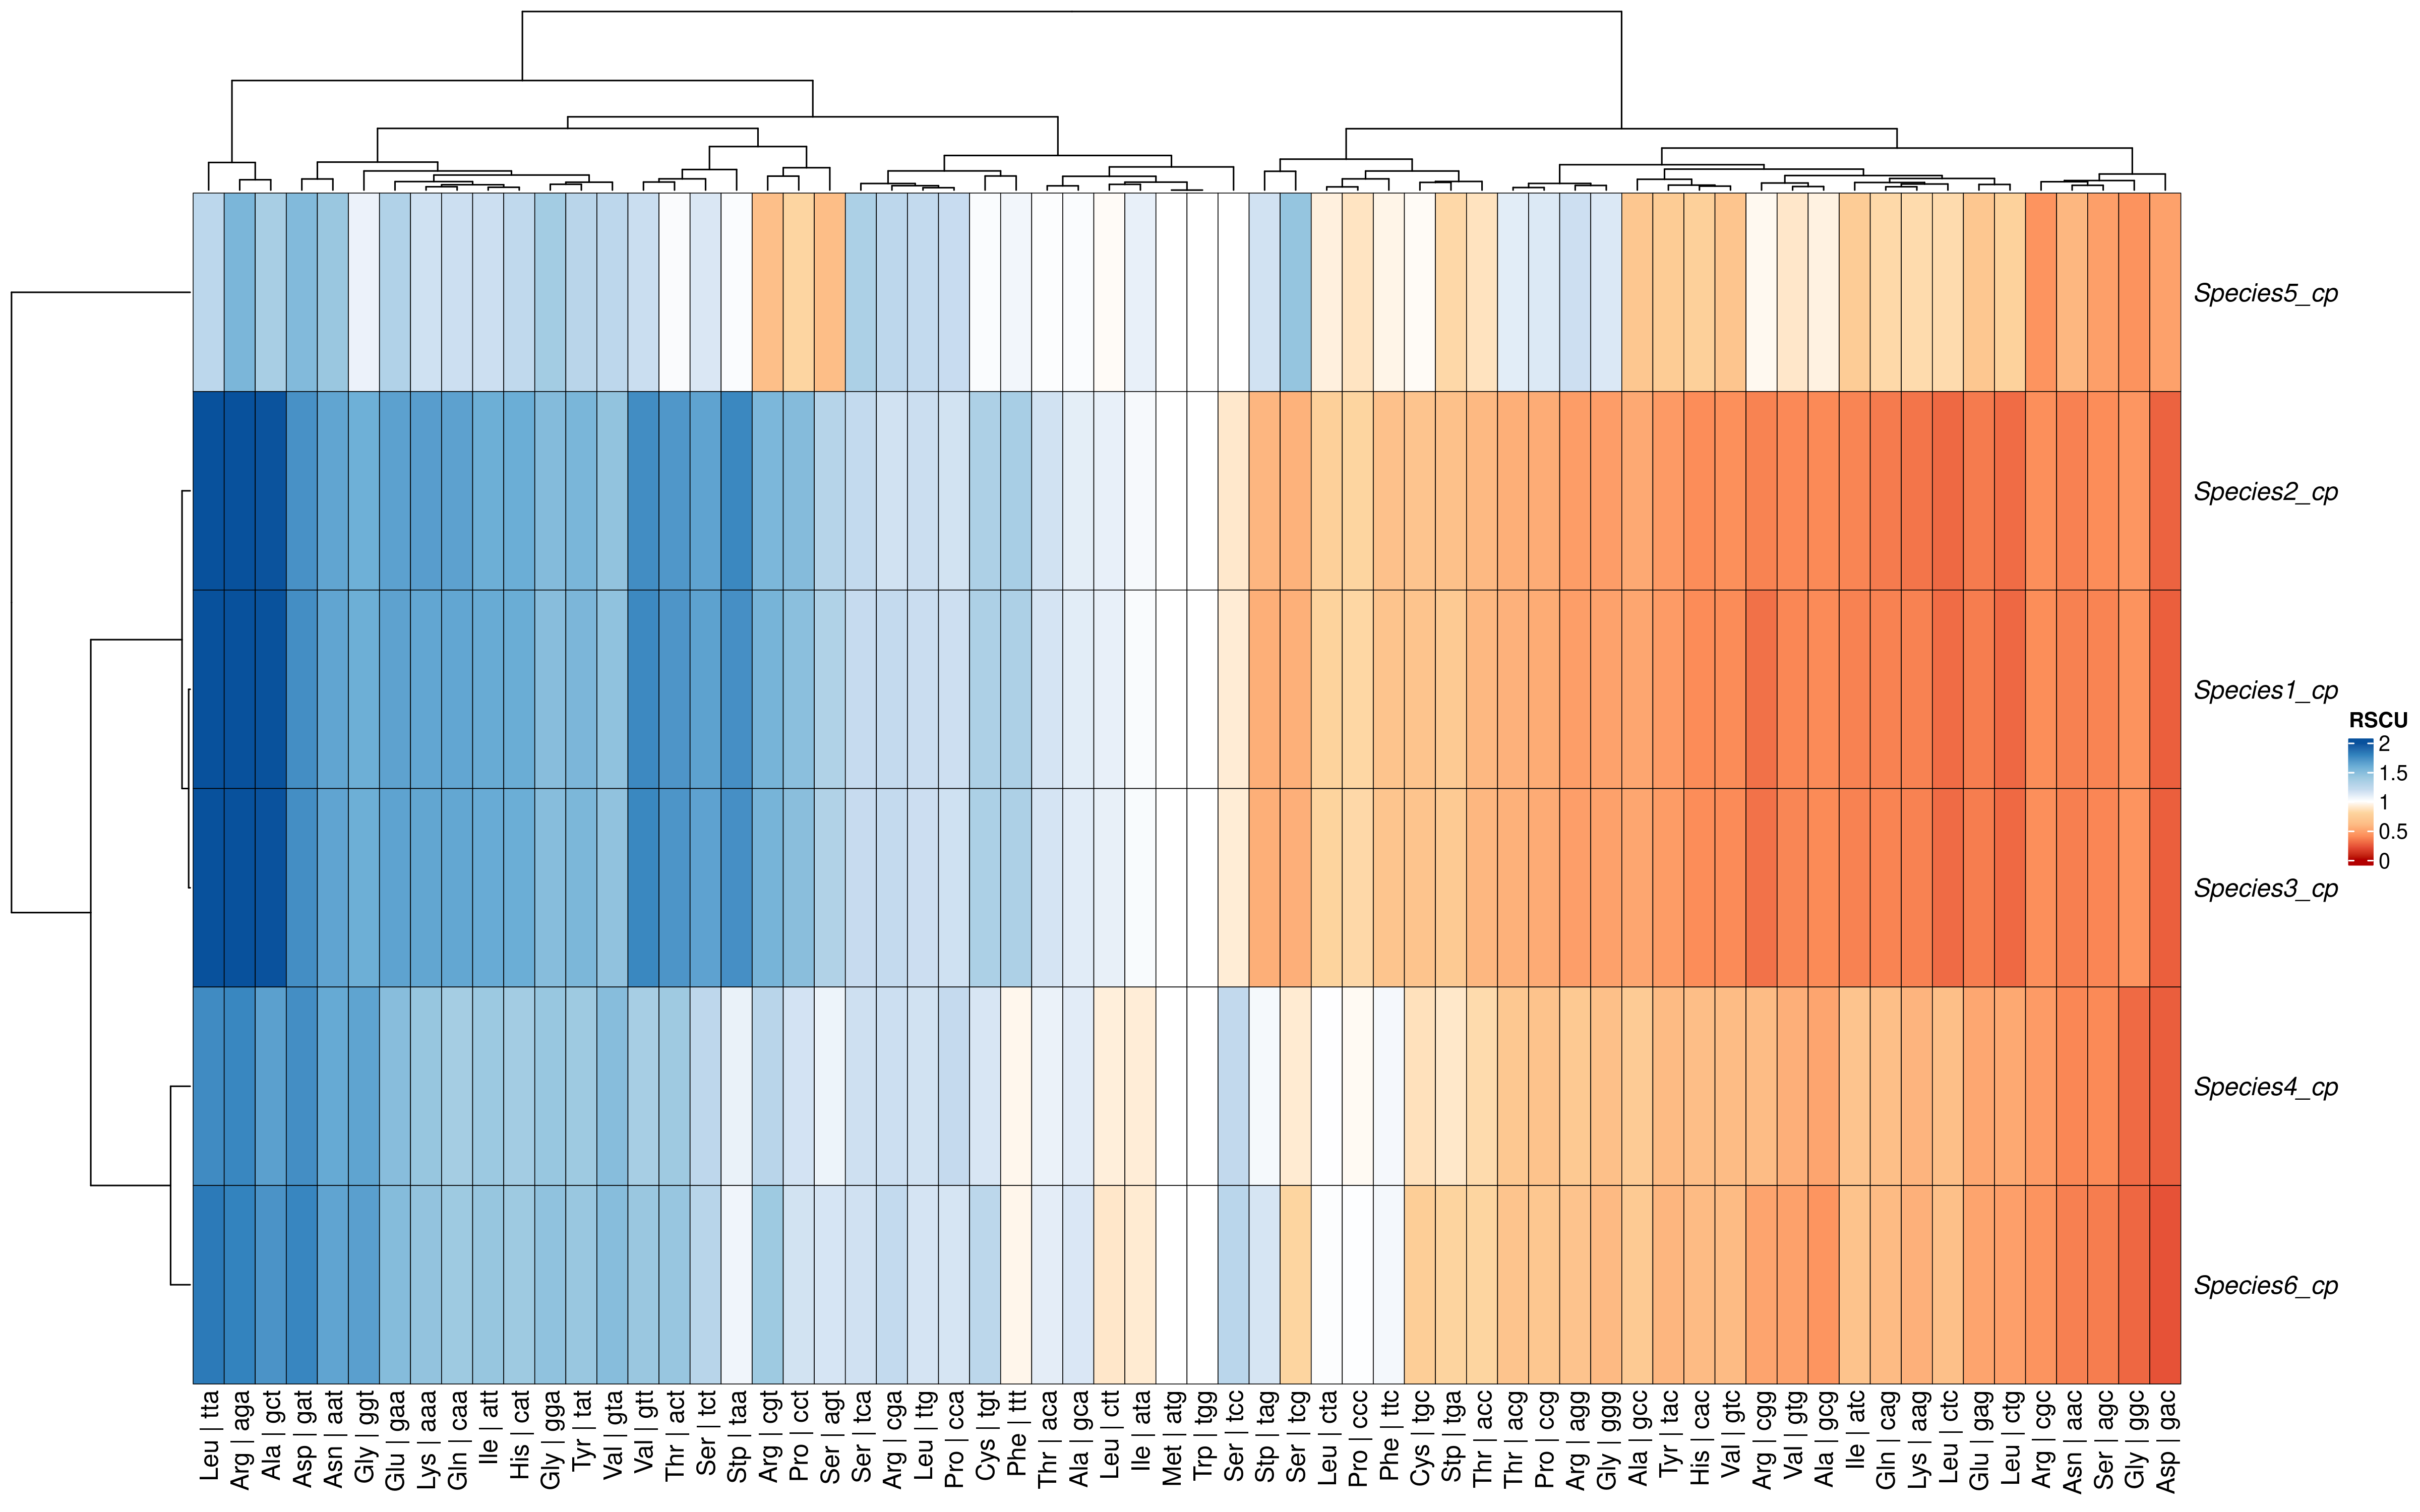 Species5_cp
Species2_cp
Species1_cp
Species3_cp
Species4_cp
Species6_cp
RSCU
2
1.5
1
0.5
0
Leu | tta
Arg | aga
Ala | gct
Asp | gat
Asn | aat
Gly | ggt
Glu | gaa
Lys | aaa
Gln | caa
Ile | att
His | cat
Gly | gga
Tyr | tat
Val | gta
Val | gtt
Thr | act
Ser | tct
Stp | taa
Arg | cgt
Pro | cct
Ser | agt
Ser | tca
Arg | cga
Leu | ttg
Pro | cca
Cys | tgt
Phe | ttt
Thr | aca
Ala | gca
Leu | ctt
Ile | ata
Met | atg
Trp | tgg
Ser | tcc
Stp | tag
Ser | tcg
Leu | cta
Pro | ccc
Phe | ttc
Cys | tgc
Stp | tga
Thr | acc
Thr | acg
Pro | ccg
Arg | agg
Gly | ggg
Ala | gcc
Tyr | tac
His | cac
Val | gtc
Arg | cgg
Val | gtg
Ala | gcg
Ile | atc
Gln | cag
Lys | aag
Leu | ctc
Glu | gag
Leu | ctg
Arg | cgc
Asn | aac
Ser | agc
Gly | ggc
Asp | gac